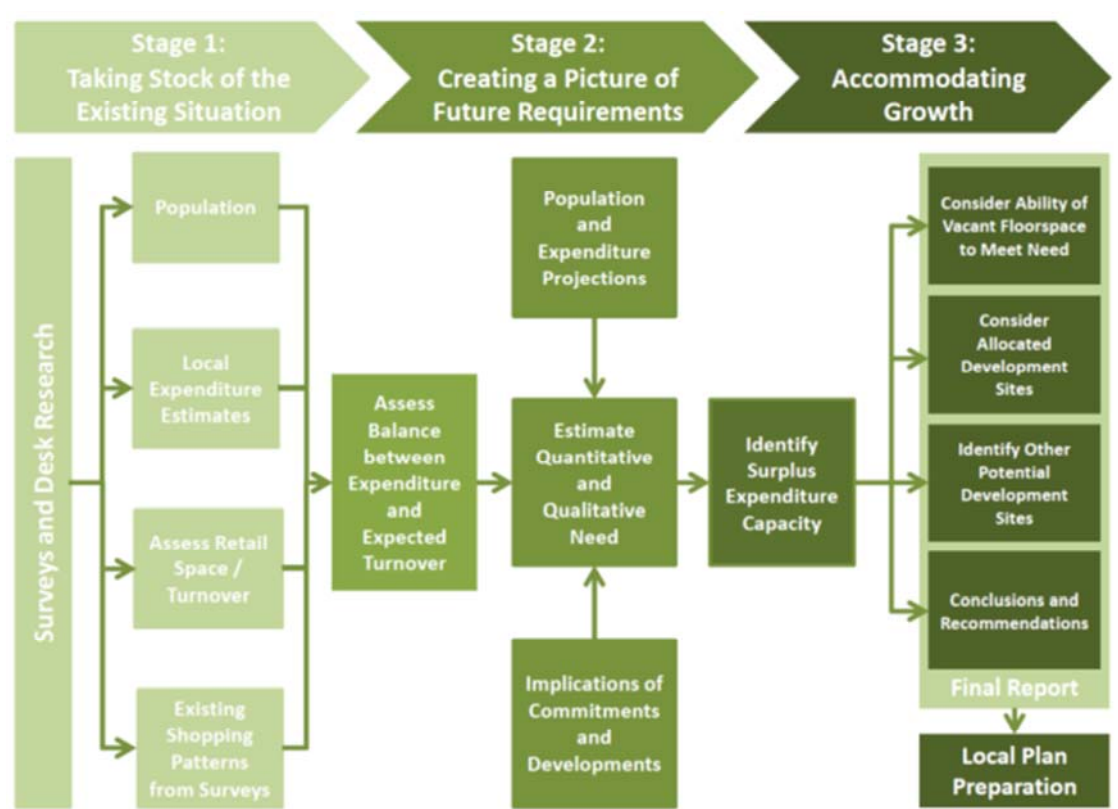 Stage 1:
Taking Stock of the
Existing Situation
Stage 2:
Creating a Picture of
Future Requirements
Stage 3:
Accommodating
Growth
Surveys and Desk Research
Population
Local
Expenditure
Estimates
Assess Retail
Space /
Turnover
Existing
Shopping
Patterns
from Surveys
Assess
Balance
between
Expenditure
and
Expected
Turnover
Population
and
Expenditure
Projections
Estimate
Quantitative
and
Qualitative
Need
Implications of
Commitments
and
Developments
Identify
Surplus
Expenditure
Capacity
Consider Ability of
Vacant Floorspace
to Meet Need
Consider
Allocated
Development
Sites
Identify Other
Potential
Development
Sites
Conclusions and
Recommendations
Final Report
Local Plan
Preparation